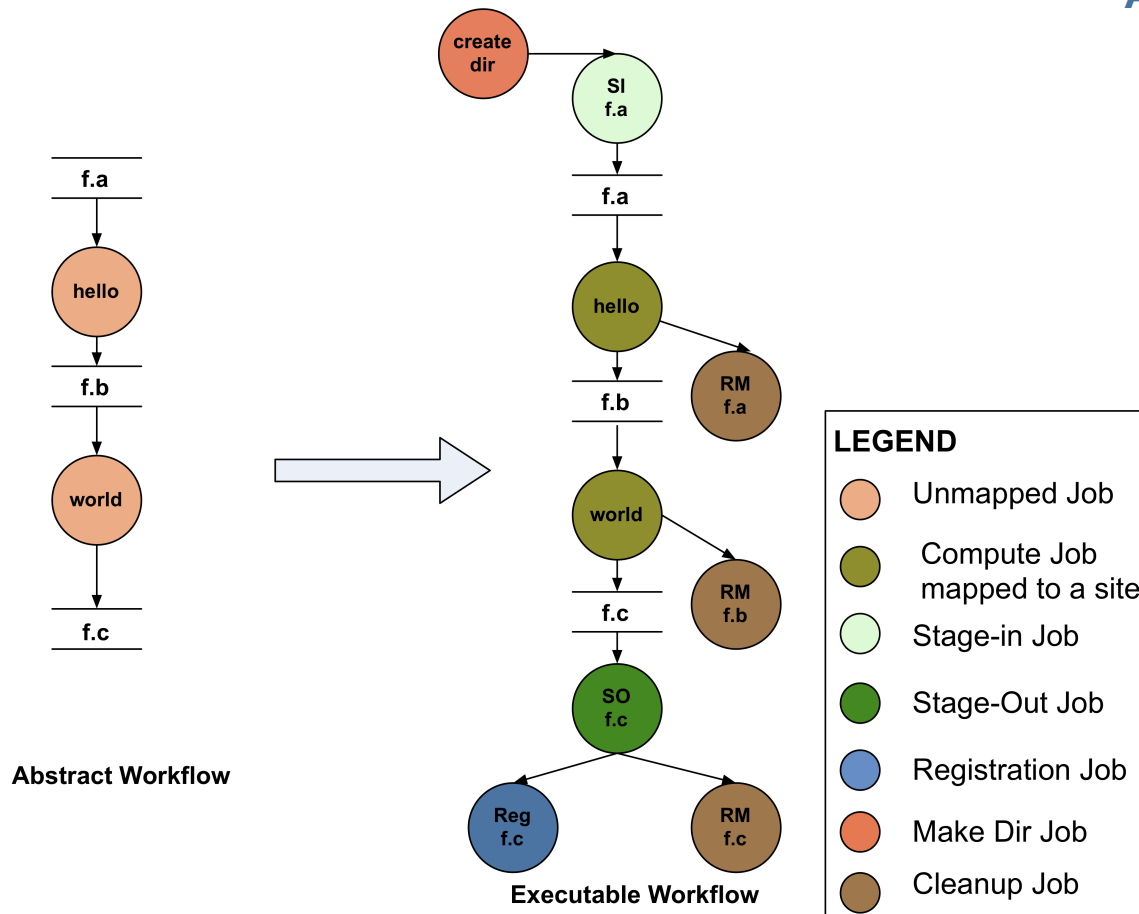 f.a
hello
f.b
world
f.c
Abstract Workflow
create
dir
SI
f.a
f.a
hello
RM
f.a
f.b
world
RM
f.b
f.c
SO
f.c
Reg
f.c
RM
f.c
Executable Workflow
LEGEND
Unmapped Job
Compute Job
mapped to a site
Stage-in Job
Stage-Out Job
Registration Job
Make Dir Job
Cleanup Job